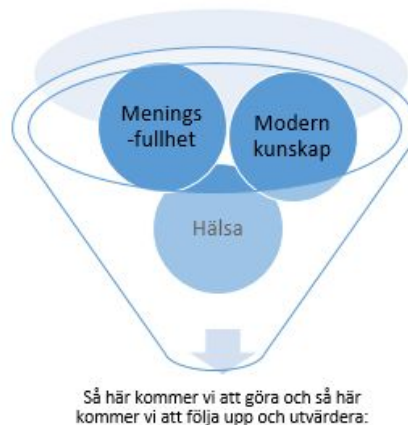 Menings
-fullhet
Modern
kunskap
Hälsa
Så här kommer vi att göra och så här
kommer vi att följa upp och utvärdera: